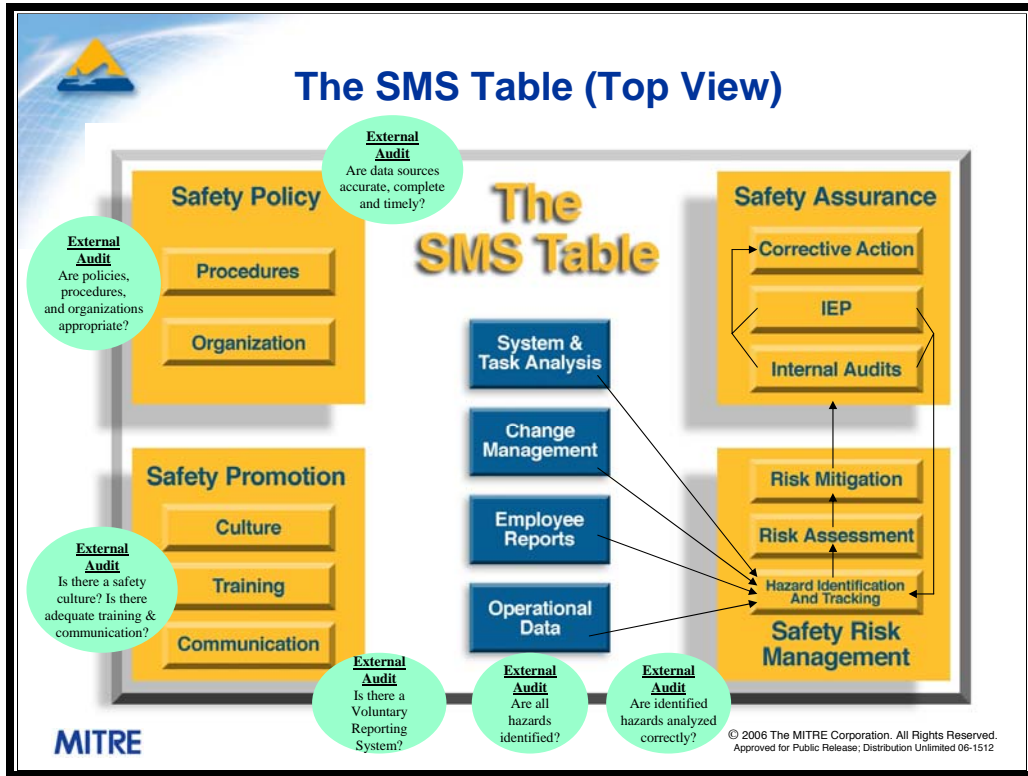 The SMS Table (Top View)
External
Audit
Are data sources
accurate, complete
and timely?
Safety Policy
Procedures
Organization
External
Audit
Are policies,
procedures,
and organizations
appropriate?
The
SMS Table
Safety Assurance
Corrective Action
IEP
Internal Audits
System &
Task Analysis
Change
Management
Employee
Reports
Operational
Data
Safety Promotion
Culture
Training
Communication
External
Audit
Is there a safety
culture? Is there
adequate training &
communication?
Risk Mitigation
Risk Assessment
Hazard Identification
And Tracking
Safety Risk
Management
External
Audit
Is there a
Voluntary
Reporting
System?
External
Audit
Are all
hazards
identified?
External
Audit
Are identified
hazards analyzed
correctly?
MITRE
© 2006 The MITRE Corporation. All Rights Reserved.
Approved for Public Release; Distribution Unlimited 06-1512